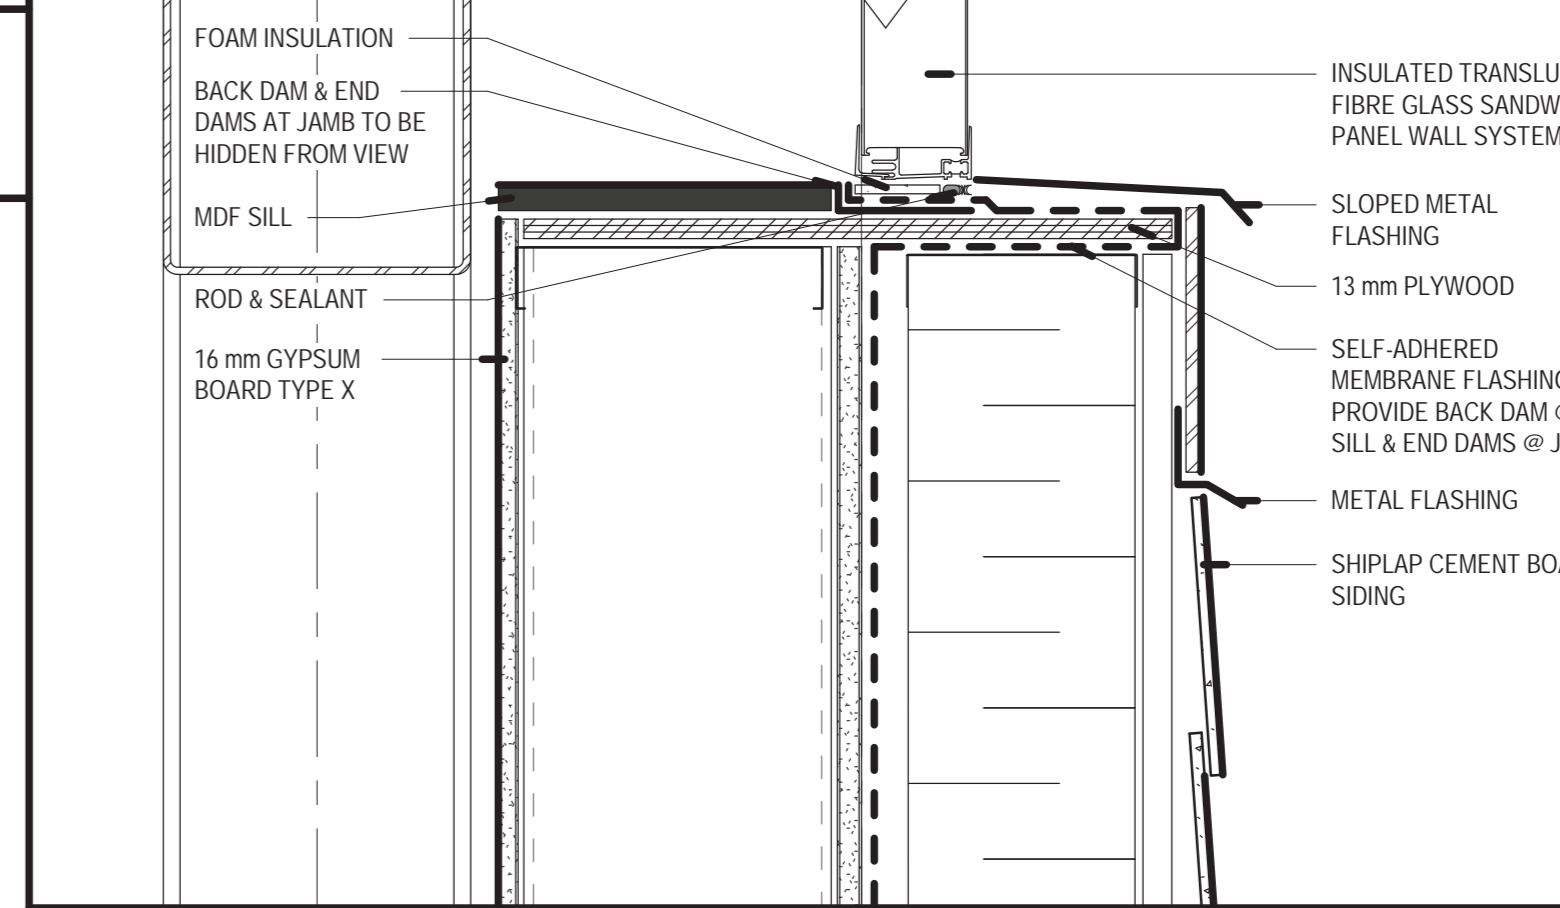 FOAM INSULATION
BACK DAM & END
DAMS AT JAMB TO BE
HIDDEN FROM VIEW
MDF SILL
ROD & SEALANT
16 mm GYPSUM
BOARD TYPE X
INSULATED TRANSLU
FIBRE GLASS SANDW
PANEL WALL SYSTEM
SLOPED METAL
FLASHING
13 mm PLYWOOD
SELF-ADHERED
MEMBRANE FLASHING
PROVIDE BACK DAM @
SILL & END DAMS @ J
METAL FLASHING
SHIPLAP CEMENT BOA
SIDING